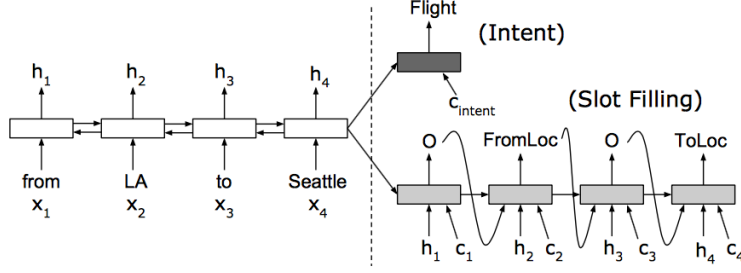 Flight
(Intent)
h1 h2 h3 h4
cintent
(Slot Filling)
O FromLoc O ToLoc
from LA to Seattle
x1 x2 x3 x4
h1 c1 h2 c2 h3 c3 h4 c4